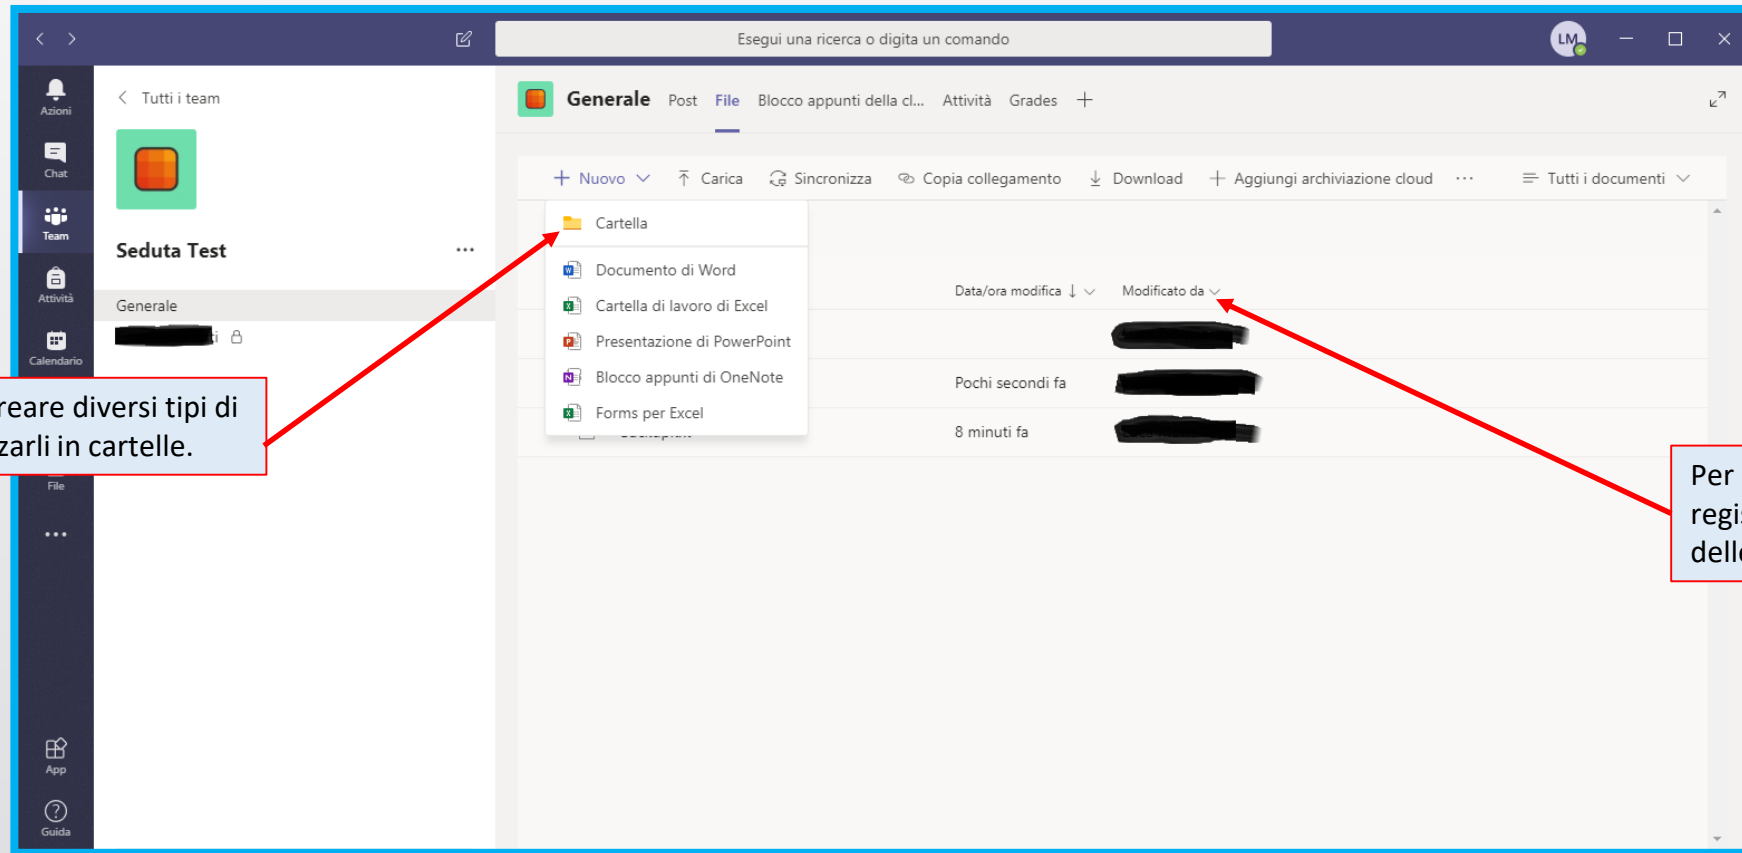 Esegui una ricerca o digita un comando
LM
Azioni
Chat
Team
Attività
Calendario
File
App
Guida
Tutti i team
Seduta Test
Generale
Generale Post File Blocco appunti della cl... Attività Grades
Nuovo Carica Sincronizza Copia collegamento Download Aggiungi archiviazione cloud ... Tutti i documenti
Cartella
Documento di Word
Cartella di lavoro di Excel
Presentazione di PowerPoint
Blocco appunti di OneNote
Forms per Excel
Data/ora modifica Modificato da
Pochi secondi fa
8 minuti fa
reare diversi tipi di
zarli in cartelle.
Per
regis
delle